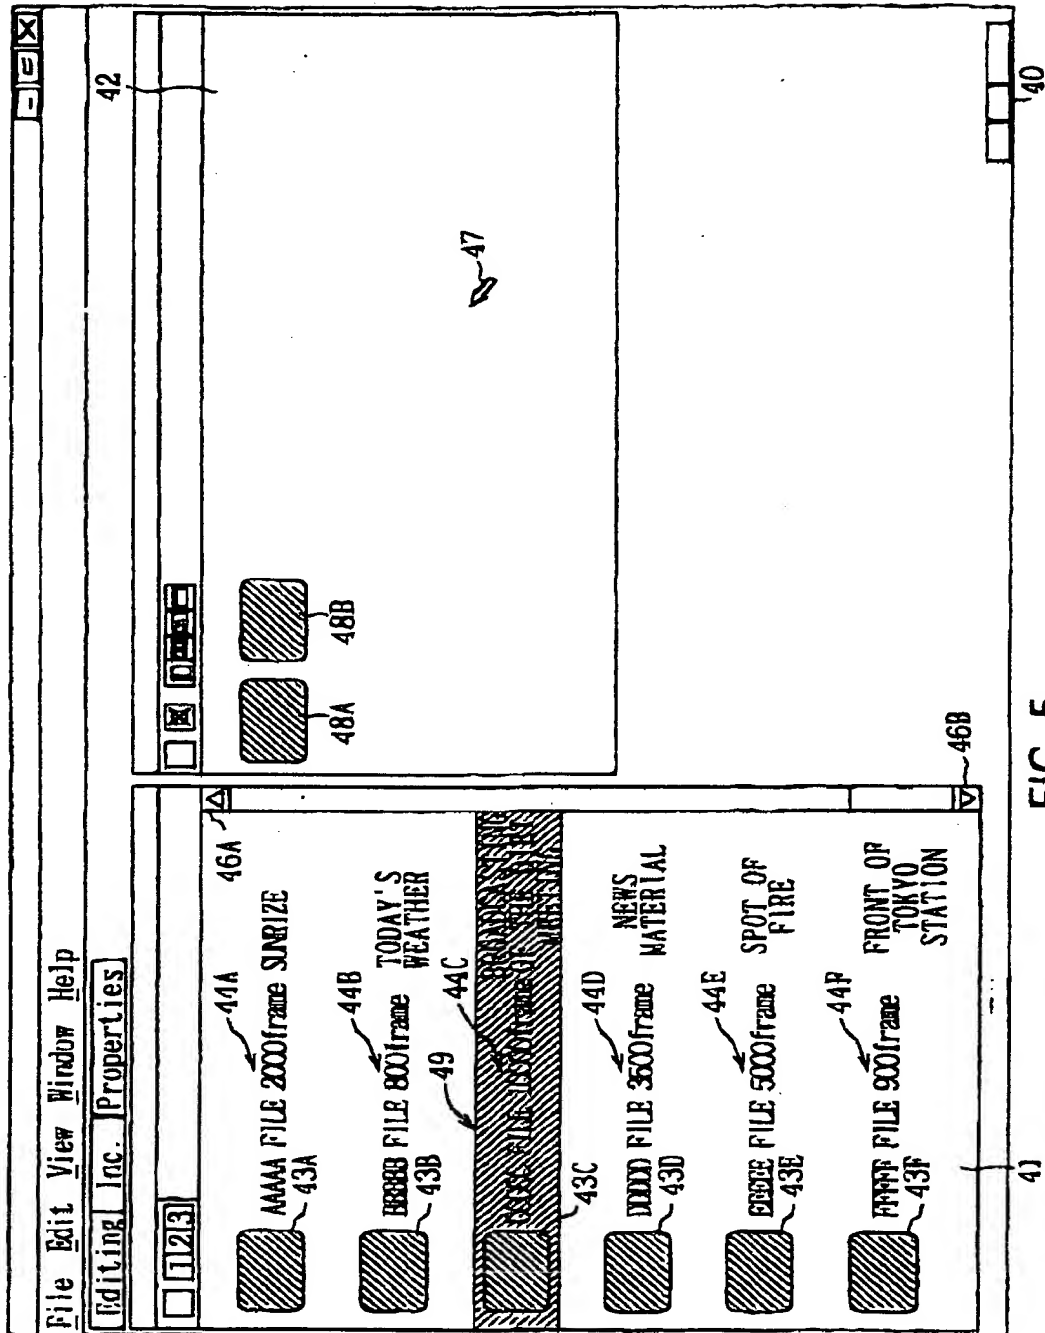 File Edit View Window Help
Editing Inc. Properties
1 2 3
42
46A
AAAAA FILE 2000frame SUNRIZE
44A
43A
BBBBB FILE 800frame TODAY'S WEATHER
44B
43B
49
44C
FILE
BROADCASTING
43C
DDDDD FILE 3600frame NEWS MATERIAL
44D
43D
EEEEE FILE 5000frame SPOT OF FIRE
44E
43E
FFFFF FILE 900frame FRONT OF TOKYO STATION
44F
43F
46B
41
48A
48B
47
40